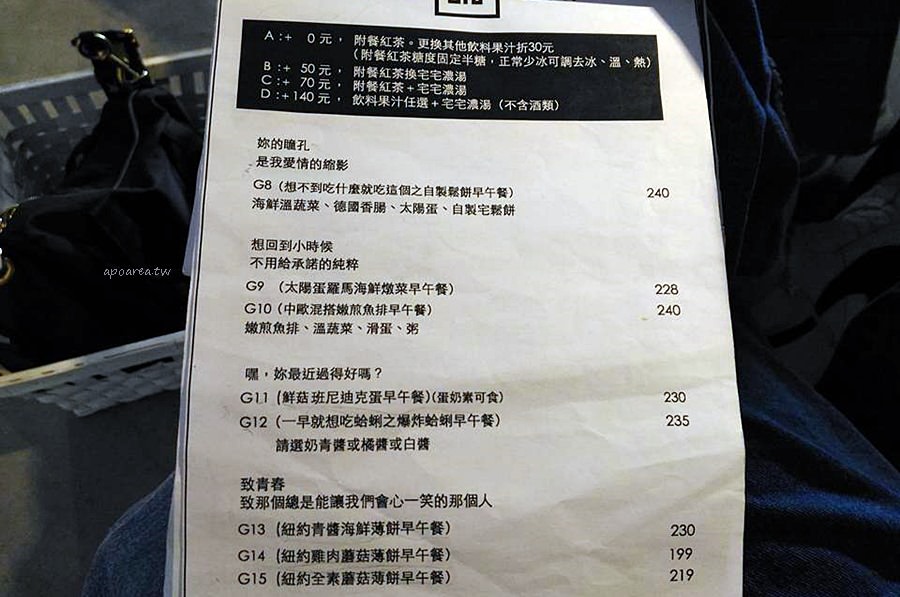 A:+ 0元, 附餐紅茶。更換其他飲料果汁折30元
(附餐紅茶糖度固定半糖,正常少冰可調去冰、溫、熱)
B:+ 50元, 附餐紅茶換宅宅濃湯
C:+ 70元, 附餐紅茶+宅宅濃湯
D:+140元, 飲料果汁任選+宅宅濃湯(不含酒類)
妳的瞳孔
是我愛情的縮影
G8(想不到吃什麼就吃這個之自製鬆餅早午餐) 240
海鮮溫蔬菜、德國香腸、太陽蛋、自製宅鬆餅
想回到小時候
不用給承諾的純粹
G9 (太陽蛋羅馬海鮮燉菜早午餐) 228
G10(中歐混搭嫩煎魚排早午餐) 240
嫩煎魚排、溫蔬菜、滑蛋、粥
嘿,妳最近過得好嗎?
G11(鮮菇班尼迪克蛋早午餐)(蛋奶素可食) 230
G12(一早就想吃蛤蜊之爆炸蛤蜊早午餐) 235
請選奶青醬或橘醬或白醬
致青春
致那個總是能讓我們會心一笑的那個人
G13(紐約青醬海鮮薄餅早午餐) 230
G14(紐約雞肉蘑菇薄餅早午餐) 199
G15(紐約全素蘑菇薄餅早午餐) 219
apoarea.tw